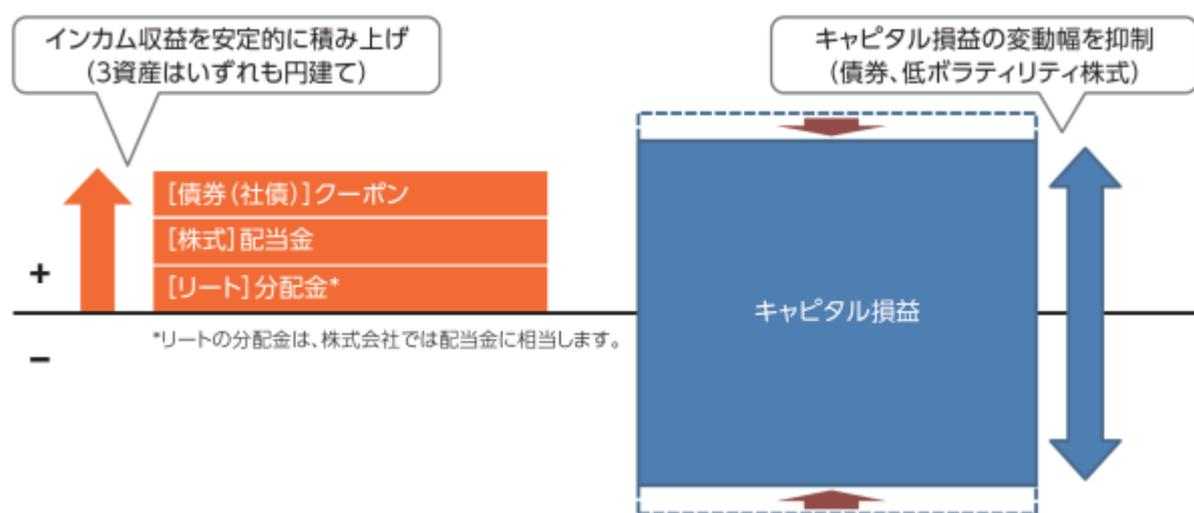 インカム収益を安定的に積み上げ
(3資産はいずれも円建て)
キャピタル損益の変動幅を抑制
(債券、低ボラティリティ株式)
[債券(社債)]クーポン
[株式]配当金
[リート]分配金*
+
キャピタル損益
*リートの分配金は、株式会社では配当金に相当します。
−